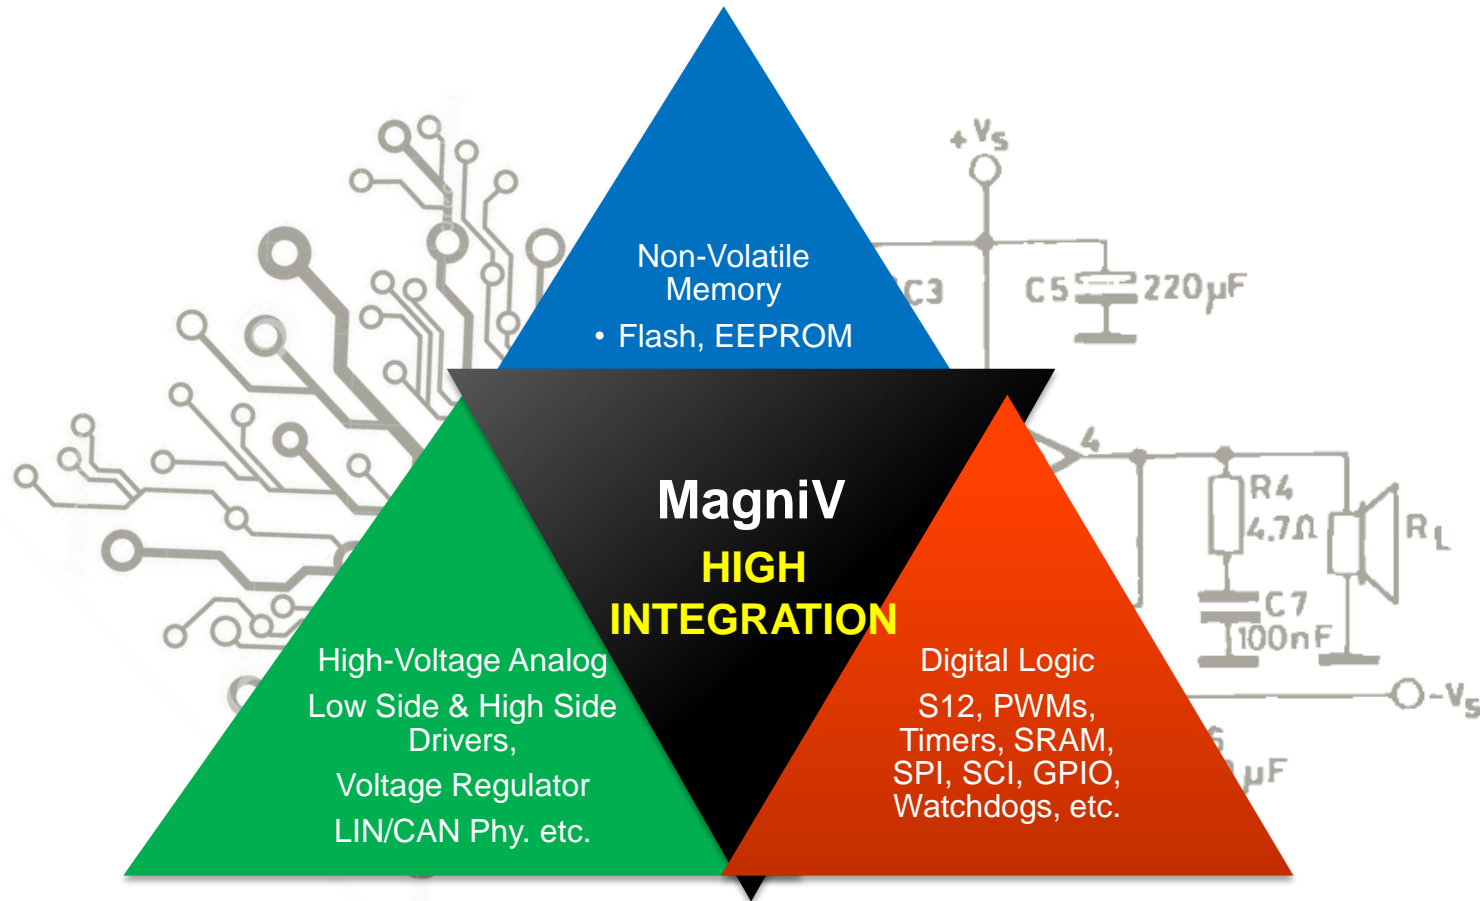 +Vs
Non-Volatile
Memory
• Flash, EEPROM
C3
C5
220µF
MagniV
HIGH
INTEGRATION
4
R4
4.7Ω
RL
C7
100nF
High-Voltage Analog
Low Side & High Side
Drivers,
Voltage Regulator
LIN/CAN Phy. etc.
Digital Logic
S12, PWMs,
Timers, SRAM,
SPI, SCI, GPIO,
Watchdogs, etc.
-Vs
µF